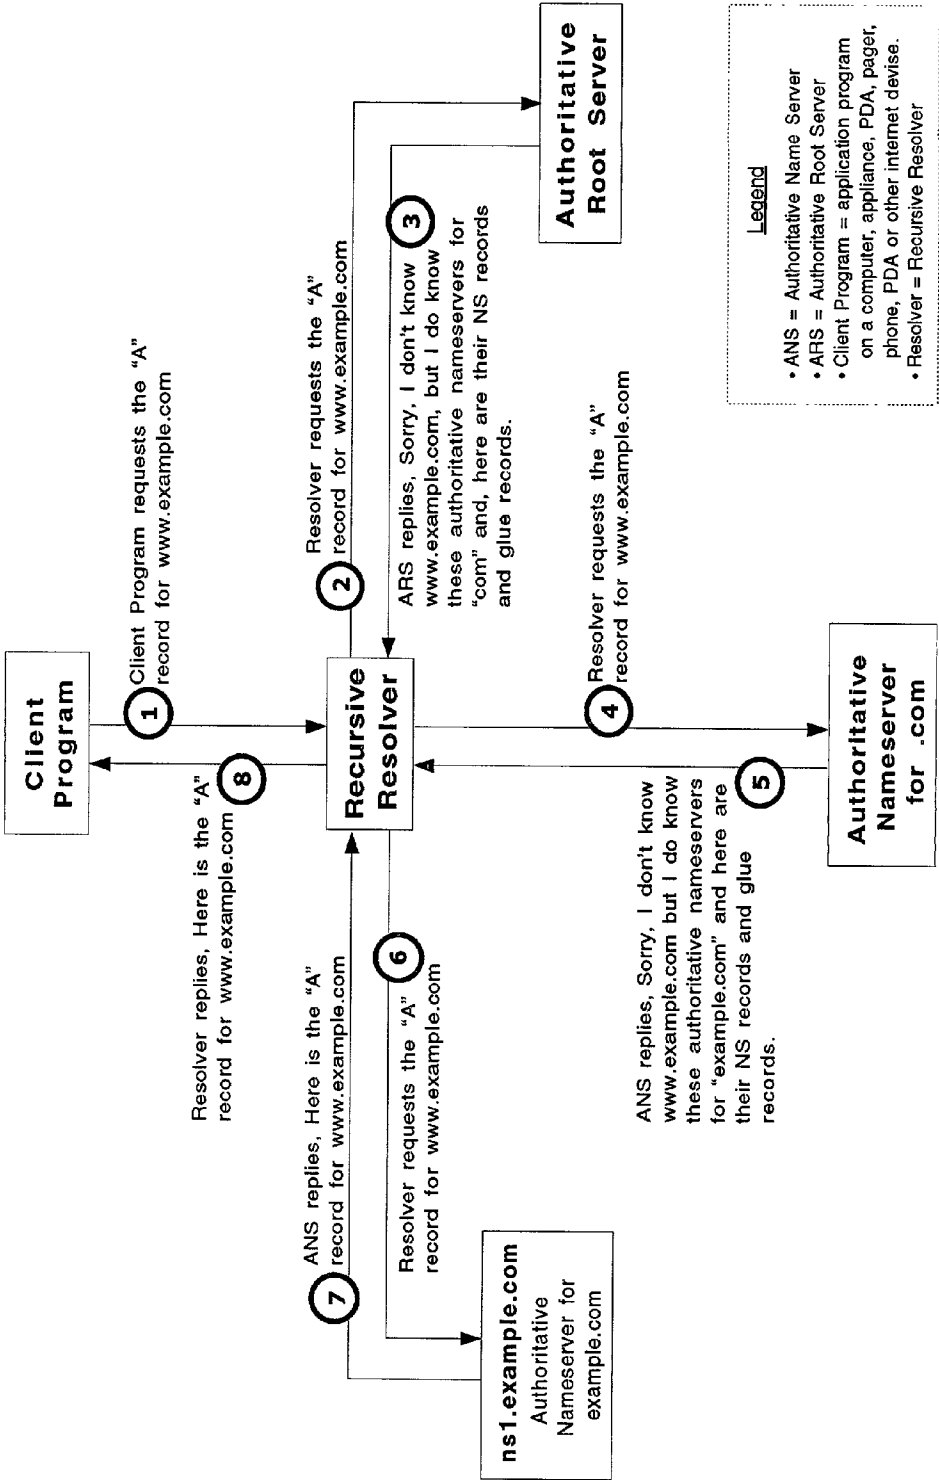 Client
Program
1
Client Program requests the “A”
record for www.example.com
8
Resolver replies, Here is the “A”
record for www.example.com
Recursive
Resolver
2
Resolver requests the “A”
record for www.example.com
3
ARS replies, Sorry, I don't know
www.example.com, but I do know
these authoritative nameservers for
“com” and, here are their NS records
and glue records.
Authoritative
Root Server
4
Resolver requests the “A”
record for www.example.com
5
ANS replies, Sorry, I don't know
www.example.com but I do know
these authoritative nameservers
for “example.com” and here are
their NS records and glue
records.
Authoritative
Nameserver
for .com
6
Resolver requests the “A”
record for www.example.com
7
ANS replies, Here is the “A”
record for www.example.com
ns1.example.com
Authoritative
Nameserver for
example.com
Legend
• ANS = Authoritative Name Server
• ARS = Authoritative Root Server
• Client Program = application program
on a computer, appliance, PDA, pager,
phone, PDA or other internet devise.
• Resolver = Recursive Resolver